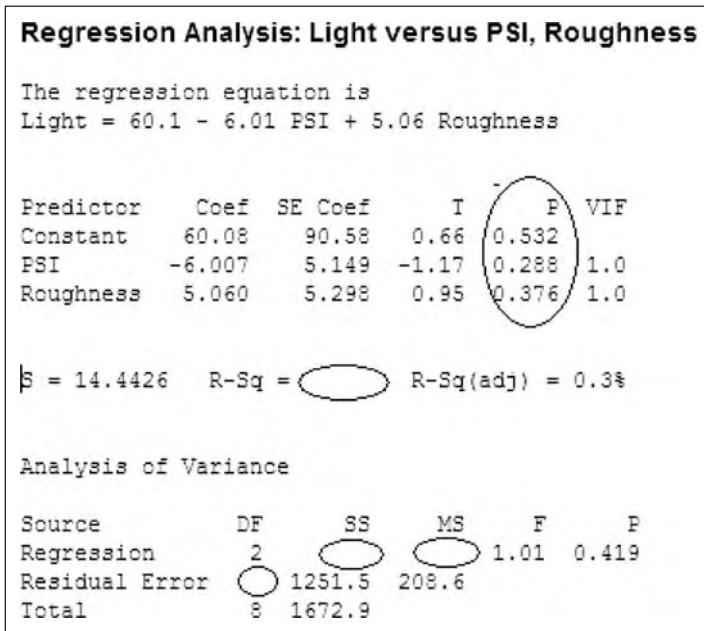 Regression Analysis: Light versus PSI, Roughness
The regression equation is
Light = 60.1 - 6.01 PSI + 5.06 Roughness
Predictor Coef SE Coef T P VIF
Constant 60.08 90.58 0.66 0.532
PSI -6.007 5.149 -1.17 0.288 1.0
Roughness 5.060 5.298 0.95 0.376 1.0
S = 14.4426 R-Sq = R-Sq(adj) = 0.3%
Analysis of Variance
Source DF SS MS F P
Regression 2 1.01 0.419
Residual Error 1251.5 208.6
Total 8 1672.9